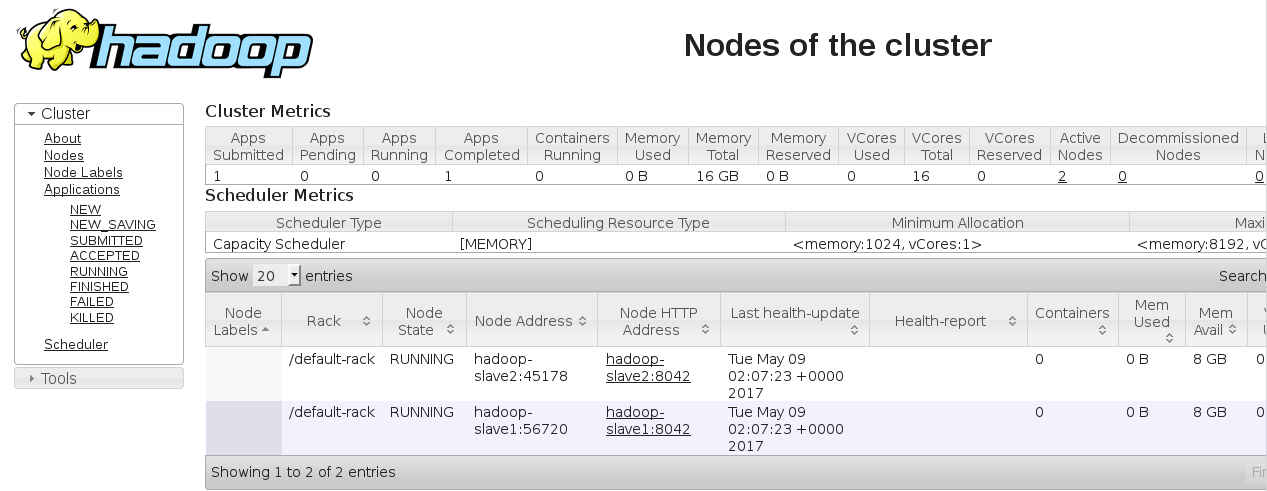 hadoop
Nodes of the cluster
Cluster
About
Nodes
Node Labels
Applications
NEW
NEW_SAVING
SUBMITTED
ACCEPTED
RUNNING
FINISHED
FAILED
KILLED
Scheduler
Tools
Cluster Metrics
Apps Apps Apps Apps Containers Memory Memory Memory VCores VCores VCores Active Decommissioned
Submitted Pending Running Completed Running Used Total Reserved Used Total Reserved Nodes Nodes
1 0 0 1 0 0 B 16 GB 0 B 0 16 0 2 0 0
Scheduler Metrics
Scheduler Type Scheduling Resource Type Minimum Allocation
Capacity Scheduler [MEMORY] <memory:1024, vCores:1> <memory:8192,
Show 20 entries Search
Node Node Node HTTP Last health-update Containers Mem Mem
Labels Rack State Node Address Address Health-report Used Avail
/default-rack RUNNING hadoop- hadoop- Tue May 09 0 0 B 8 GB 0
slave2:45178 slave2:8042 02:07:23 +0000
2017
/default-rack RUNNING hadoop- hadoop- Tue May 09 0 0 B 8 GB 0
slave1:56720 slave1:8042 02:07:23 +0000
2017
Showing 1 to 2 of 2 entries